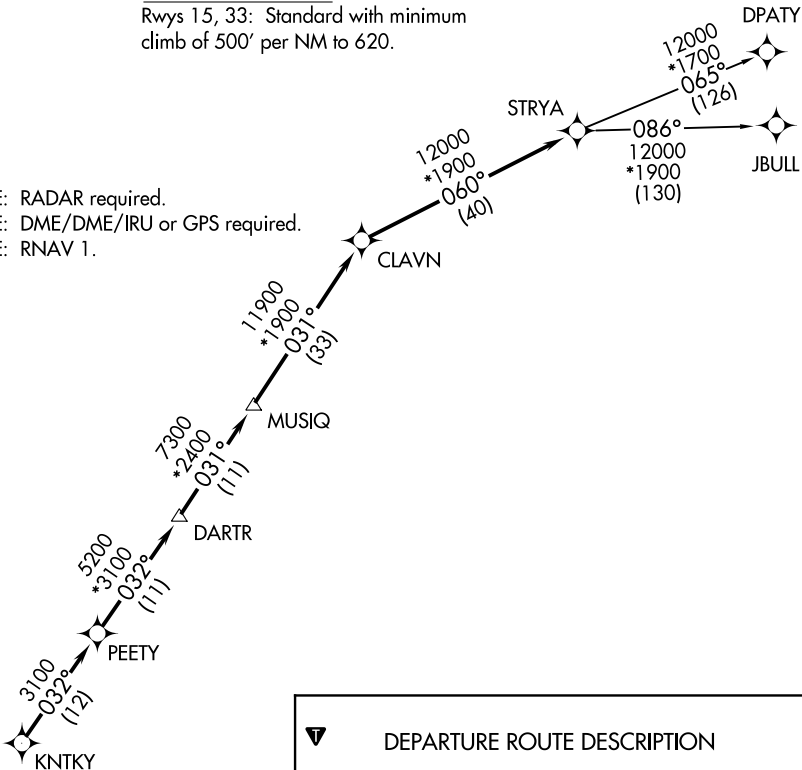 Rwys 15, 33: Standard with minimum
climb of 500' per NM to 620.
DPATY
12000
*1700
065°
(126)
STRYA
086°
12000
*1900
(130)
JBULL
12000
*1900
060°
(40)
E: RADAR required.
E: DME/DME/IRU or GPS required.
E: RNAV 1.
CLAVN
11900
*1900
031°
(33)
MUSIQ
7300
*2400
031°
(11)
DARTR
5200
*3100
032°
(11)
PEETY
3100
032°
(12)
KNTKY
T
DEPARTURE ROUTE DESCRIPTION